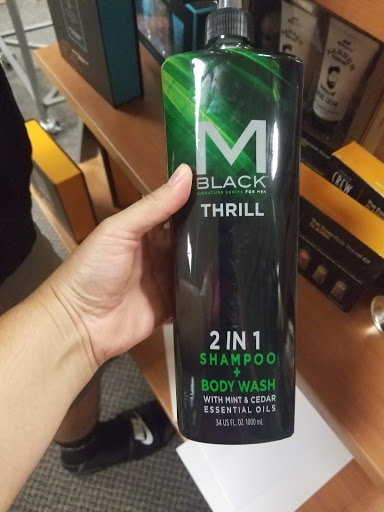 M
BLACK
SIGNATURE SERIES FOR MEN
THRILL
2 IN 1
SHAMPOO
+
BODY WASH
WITH MINT & CEDAR
ESSENTIAL OILS
34 US FL. OZ. 1000 mL
CREW